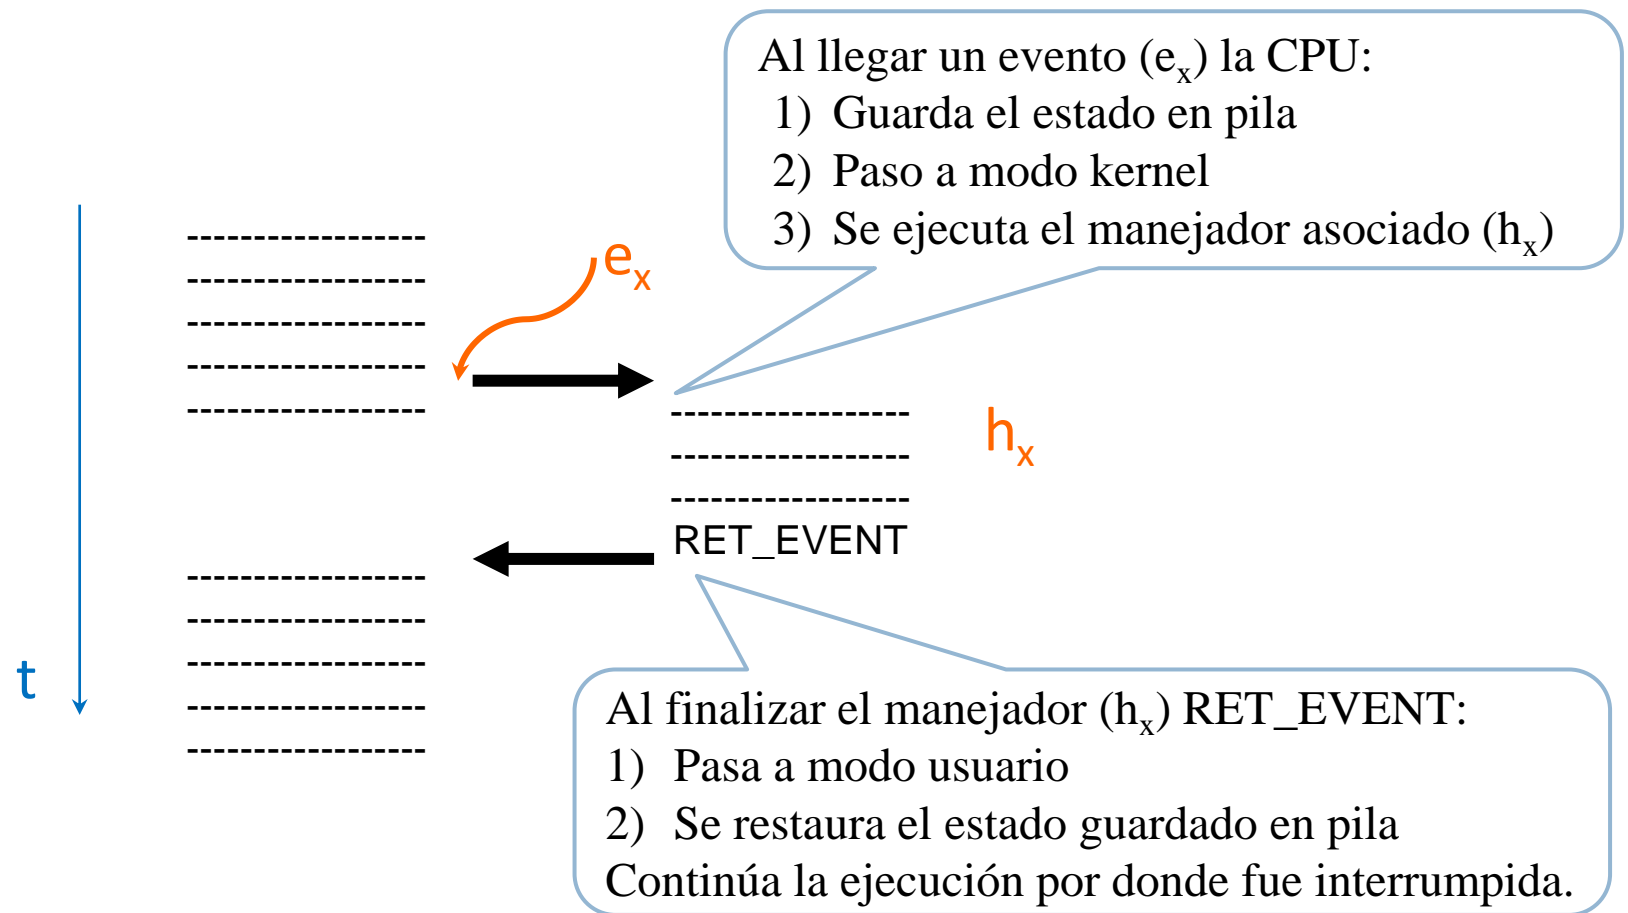 Al llegar un evento (eₓ) la CPU:
1) Guarda el estado en pila
2) Paso a modo kernel
3) Se ejecuta el manejador asociado (hₓ)
eₓ
hₓ
RET_EVENT
t
Al finalizar el manejador (hₓ) RET_EVENT:
1) Pasa a modo usuario
2) Se restaura el estado guardado en pila
Continúa la ejecución por donde fue interrumpida.